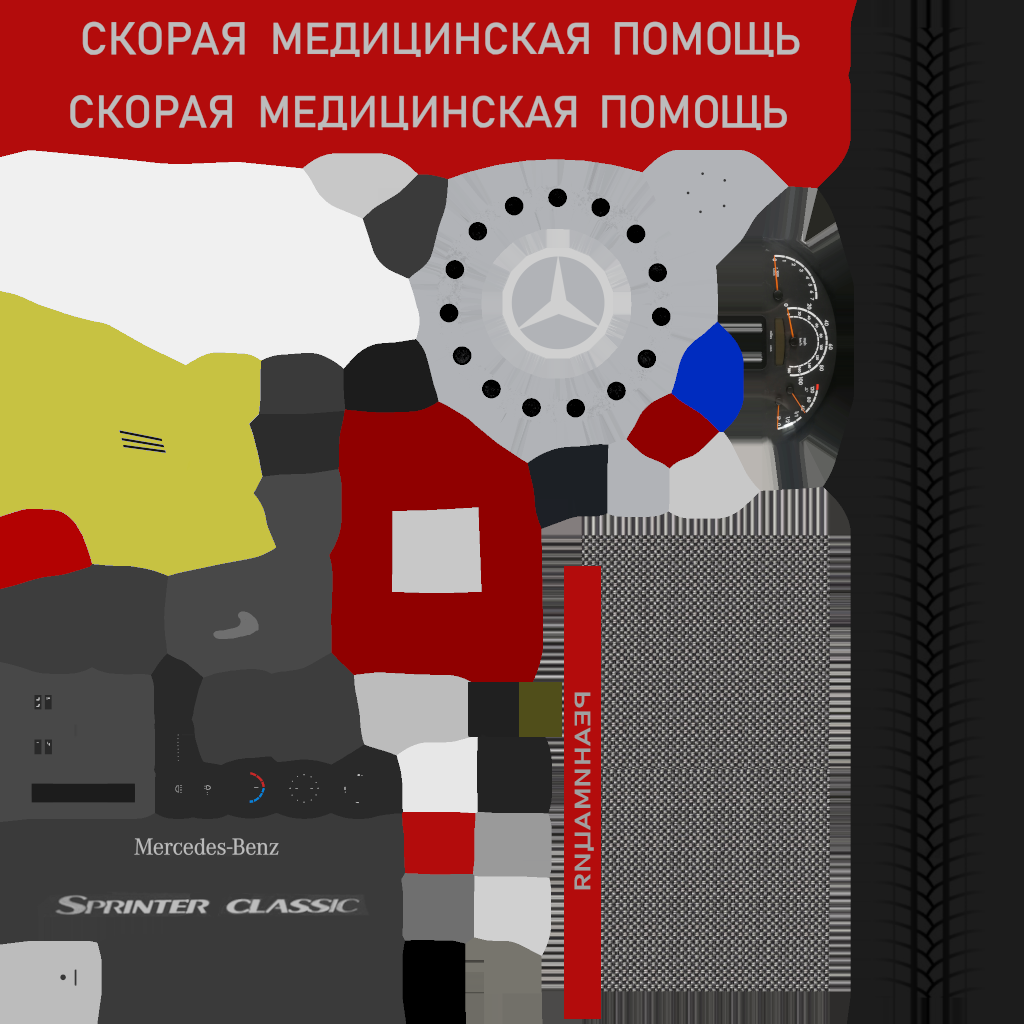 СКОРАЯ МЕДИЦИНСКАЯ ПОМОЩЬ
СКОРАЯ МЕДИЦИНСКАЯ ПОМОЩЬ
РЕАНИМАЦИЯ
Mercedes-Benz
SPRINTER CLASSIC